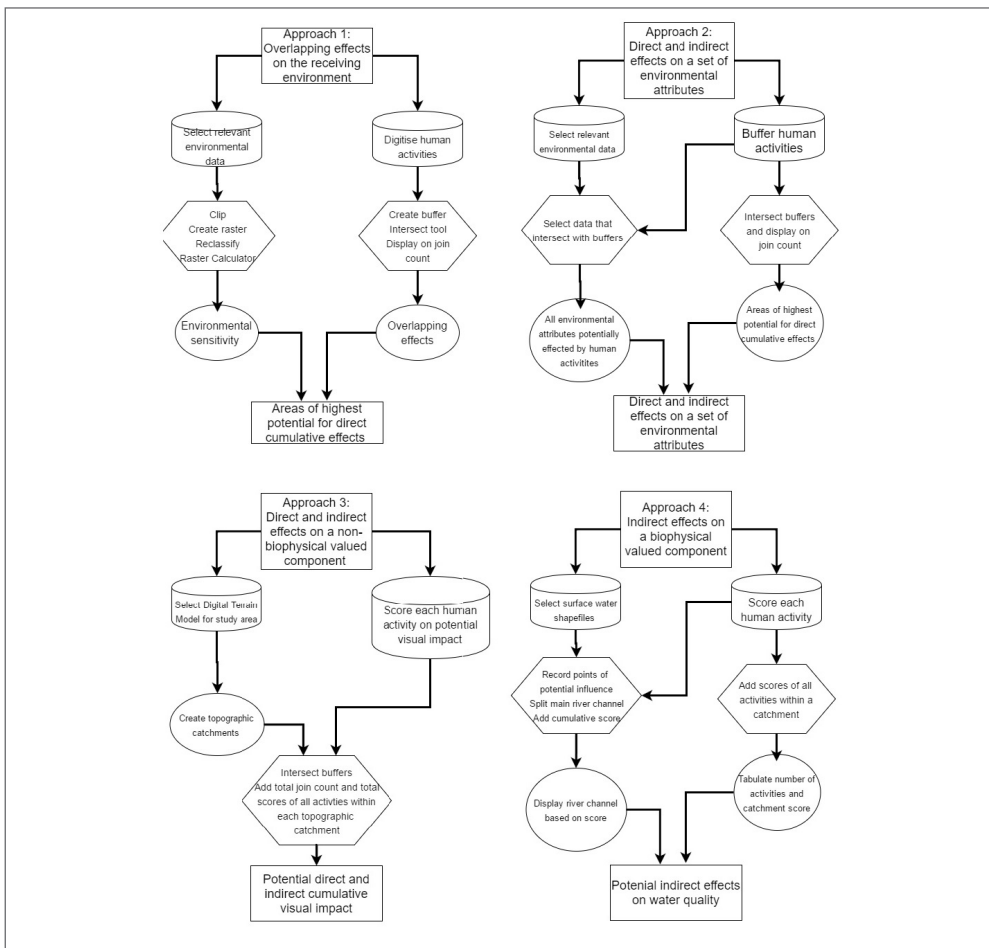 Approach 1:
Overlapping effects
on the receiving
environment
Select relevant
environmental
data
Digitise human
activities
Clip
Create raster
Reclassify
Raster Calculator
Create buffer
Intersect tool
Display on join
count
Environmental
sensitivity
Overlapping
effects
Areas of highest
potential for direct
cumulative effects
Approach 2:
Direct and indirect
effects on a set of
environmental
attributes
Select relevant
environmental data
Buffer human
activities
Select data that
intersect with buffers
Intersect buffers
and display on
join count
All environmental
attributes potentially
effected by human
activitites
Areas of highest
potential for direct
cumulative effects
Direct and indirect
effects on a set of
environmental
attributes
Approach 3:
Direct and indirect
effects on a non-
biophysical valued
component
Select Digital Terrain
Model for study area
Score each human
activity on potential
visual impact
Create topographic
catchments
Intersect buffers
Add total join count and total
scores of all activties within
each topographic
catchment
Potential direct and
indirect cumulative
visual impact
Approach 4:
Indirect effects on
a biophysical
valued component
Select surface water
shapefiles
Score each
human activity
Record points of
potential influence
Split main river channel
Add cumulative score
Add scores of all
activities within a
catchment
Display river channel
based on score
Tabulate number of
activities and
catchment score
Potenial indirect effects
on water quality